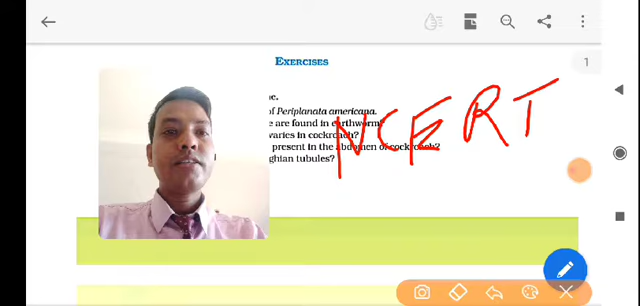 EXERCISES
1
of Periplanata americana.
are found in earthworm?
varies in cockroach?
present in the abdomen of cockroach?
ghian tubules?
NCERT